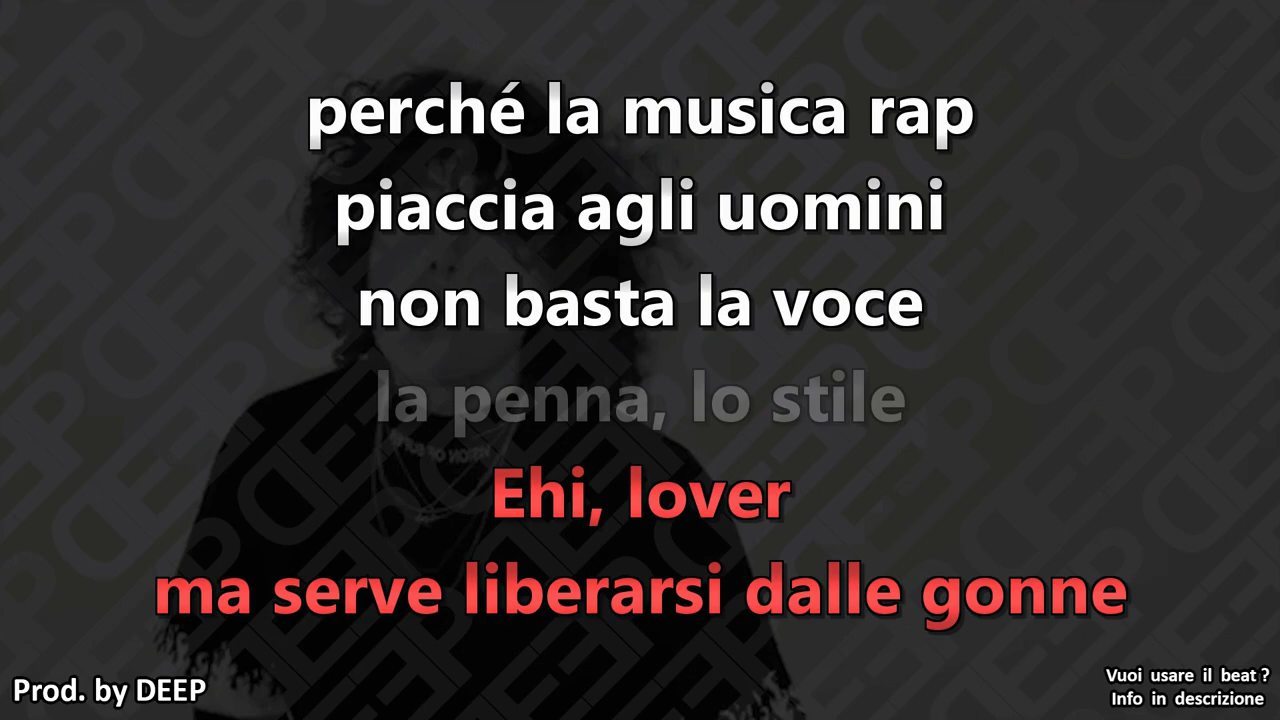 perché la musica rap
piaccia agli uomini
non basta la voce
la penna, lo stile
Ehi, lover
ma serve liberarsi dalle gonne
Prod. by DEEP
Vuoi usare il beat ?
Info in descrizione